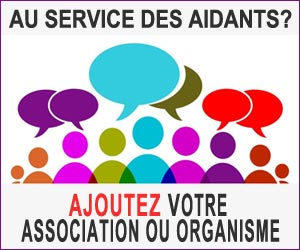 AU SERVICE DES AIDANTS?
AJOUTEZ VOTRE
ASSOCIATION OU ORGANISME